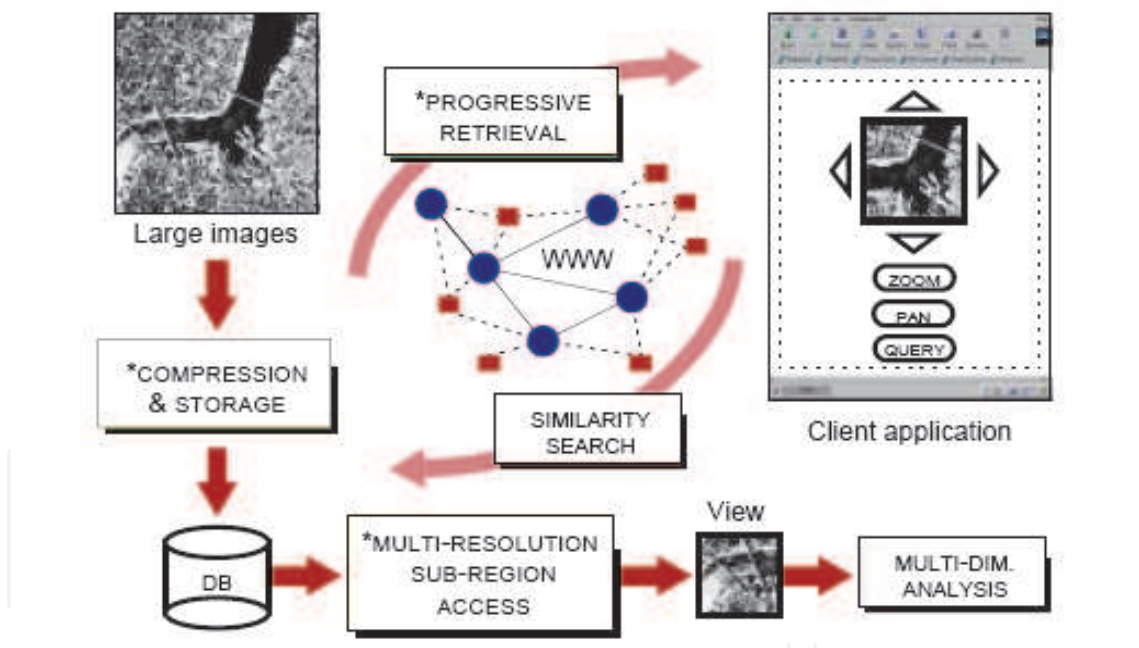 *PROGRESSIVE
RETRIEVAL
Large images
WWW
ZOOM
PAN
QUERY
*COMPRESSION
& STORAGE
SIMILARITY
SEARCH
Client application
View
DB
*MULTI-RESOLUTION
SUB-REGION
ACCESS
MULTI-DIM.
ANALYSIS